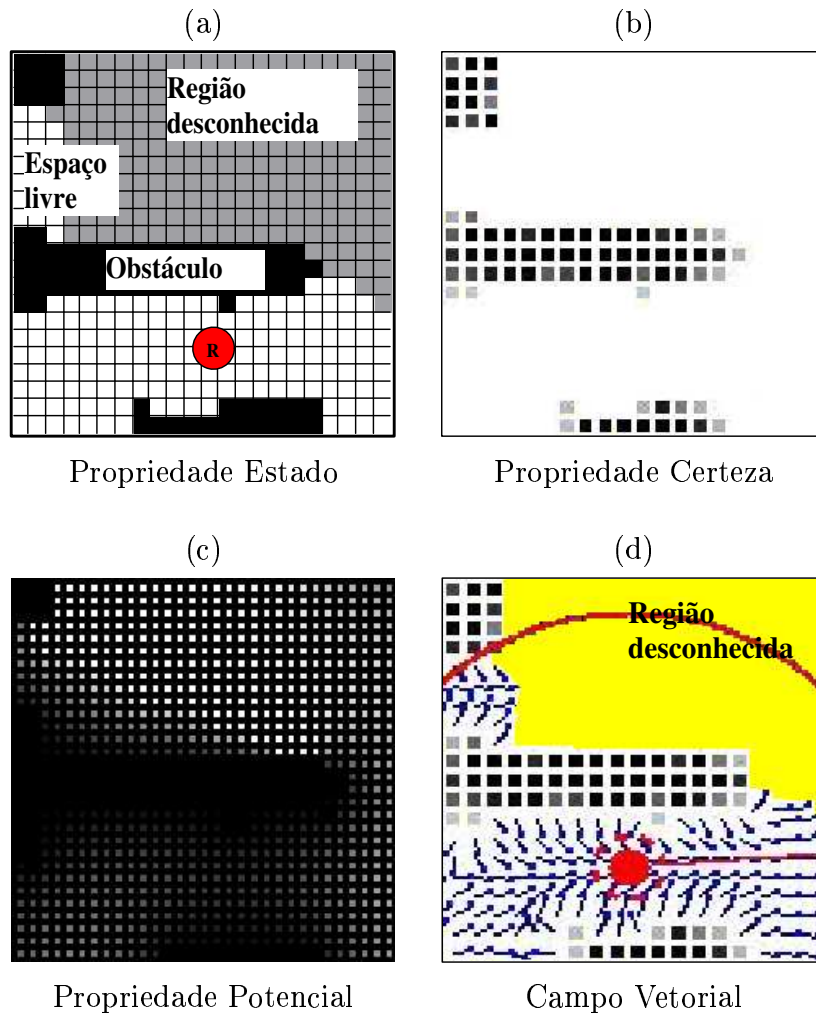 (a)
(b)
Região
desconhecida
Espaço
livre
Obstáculo
R
Propriedade Estado
Propriedade Certeza
(c)
(d)
Região
desconhecida
Propriedade Potencial
Campo Vetorial